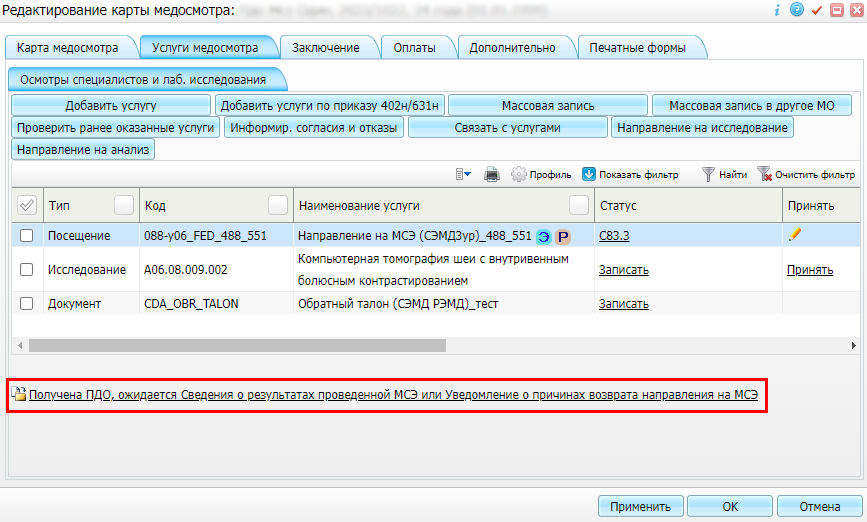 Редактирование карты медосмотра:
Карта медосмотра Услуги медосмотра Заключение Оплаты Дополнительно Печатные формы
Осмотры специалистов и лаб. исследования
Добавить услугу Добавить услуги по приказу 402н/631н Массовая запись Массовая запись в другое МО
Проверить ранее оказанные услуги Информир. согласия и отказы Связать с услугами Направление на исследование
Направление на анализ
Профиль Показать фильтр Найти Очистить фильтр
Тип Код Наименование услуги Статус Принять
Посещение 088-у06_FED_488_551 Направление на МСЭ (СЭМДЗур)_488_551 Э Р C83.3
Исследование A06.08.009.002 Компьютерная томография шеи с внутривенным Записать Принять
болюсным контрастированием
Документ CDA_OBR_TALON Обратный талон (СЭМД РЭМД)_тест Записать
Получена ПДО, ожидается Сведения о результатах проведенной МСЭ или Уведомление о причинах возврата направления на МСЭ
Применить ОК Отмена